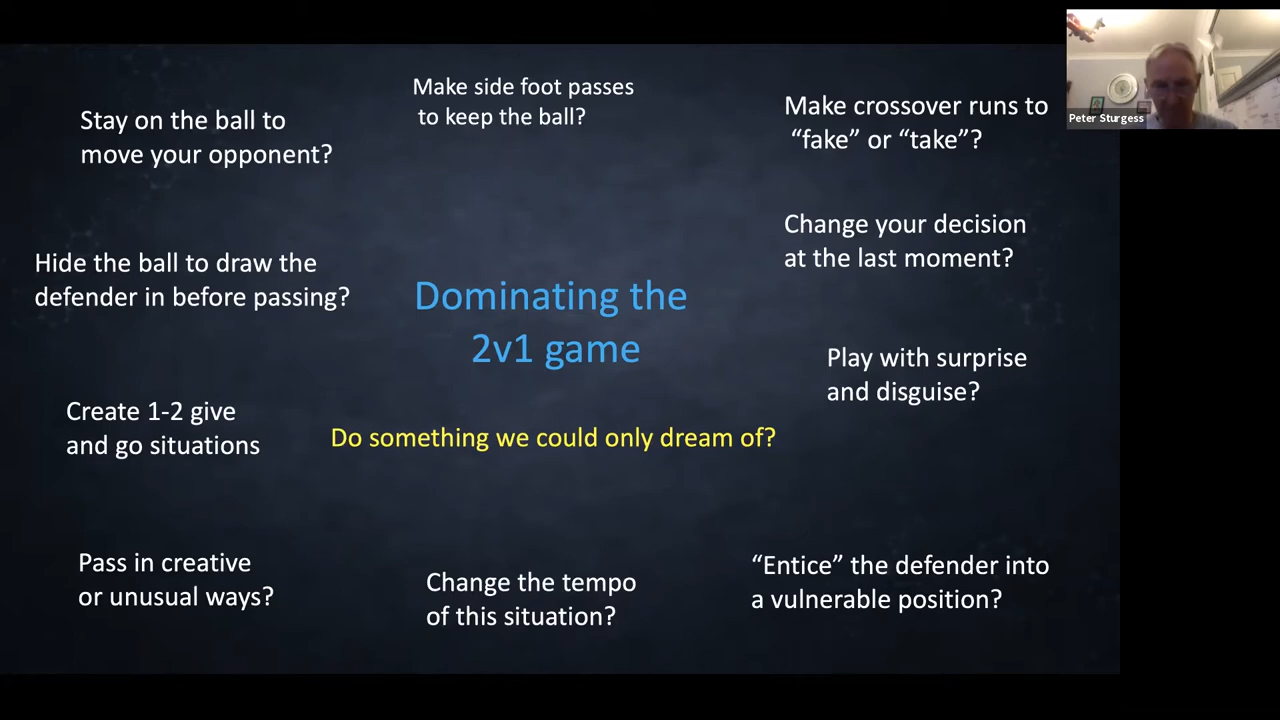 Make side foot passes
to keep the ball?
Stay on the ball to
move your opponent?
Make crossover runs to
“fake” or “take”?
Peter Sturgess
Change your decision
at the last moment?
Hide the ball to draw the
defender in before passing?
Dominating the
2v1 game
Play with surprise
and disguise?
Create 1-2 give
and go situations
Do something we could only dream of?
Pass in creative
or unusual ways?
Change the tempo
of this situation?
“Entice” the defender into
a vulnerable position?